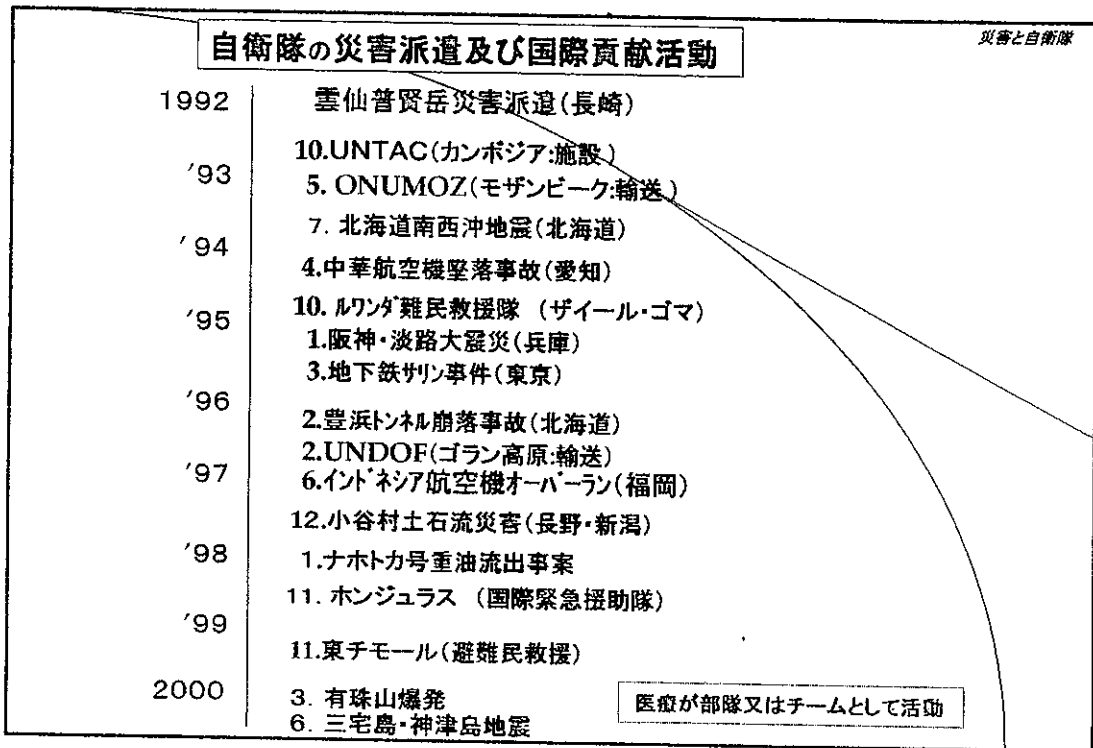 災害と自衛隊
自衛隊の災害派遣及び国際貢献活動
1992 雲仙普賢岳災害派遣(長崎)
10.UNTAC(カンボジア:施設)
'93
5. ONUMOZ(モザンビーク:輸送)
7. 北海道南西沖地震(北海道)
'94
4.中華航空機墜落事故(愛知)
10. ルワンダ難民救援隊 (ザイール・ゴマ)
'95
1.阪神・淡路大震災(兵庫)
3.地下鉄サリン事件(東京)
'96
2.豊浜トンネル崩落事故(北海道)
2.UNDOF(ゴラン高原:輸送)
'97
6.インドネシア航空機オーバーラン(福岡)
12.小谷村土石流災害(長野・新潟)
'98
1.ナホトカ号重油流出事案
11. ホンジュラス (国際緊急援助隊)
'99
11.東チモール(避難民救援)
2000
3. 有珠山爆発
6. 三宅島・神津島地震
医療が部隊又はチームとして活動